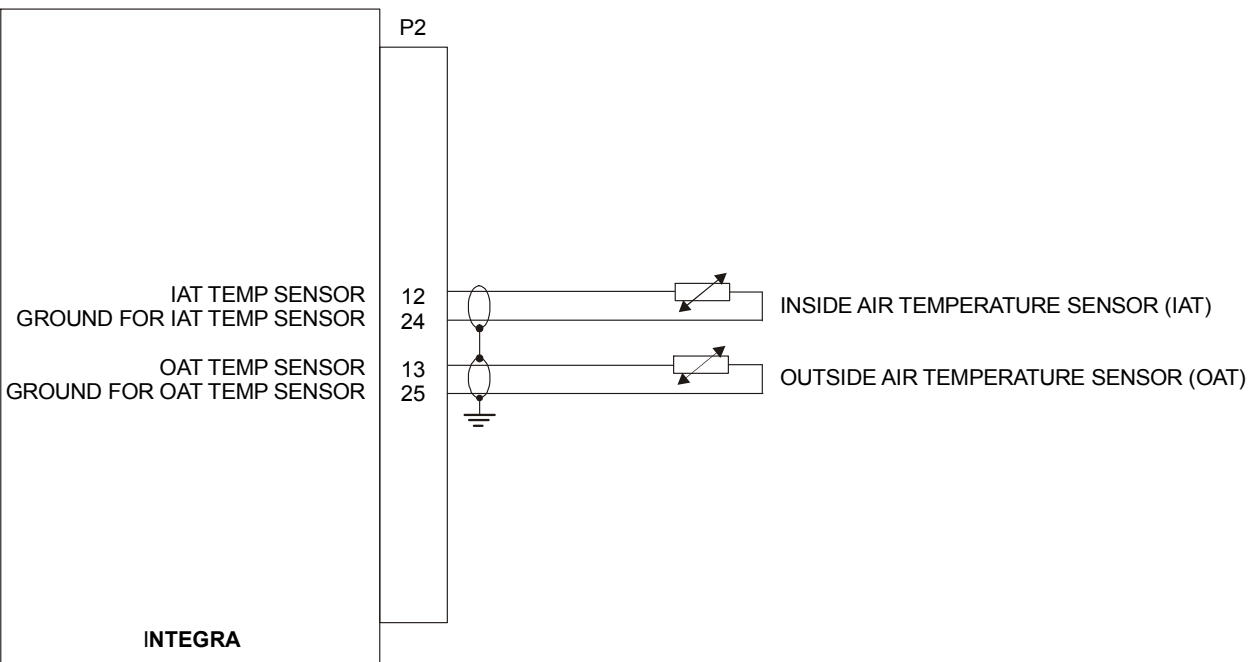 P2
IAT TEMP SENSOR 12
GROUND FOR IAT TEMP SENSOR 24
INSIDE AIR TEMPERATURE SENSOR (IAT)
OAT TEMP SENSOR 13
GROUND FOR OAT TEMP SENSOR 25
OUTSIDE AIR TEMPERATURE SENSOR (OAT)
INTEGRA